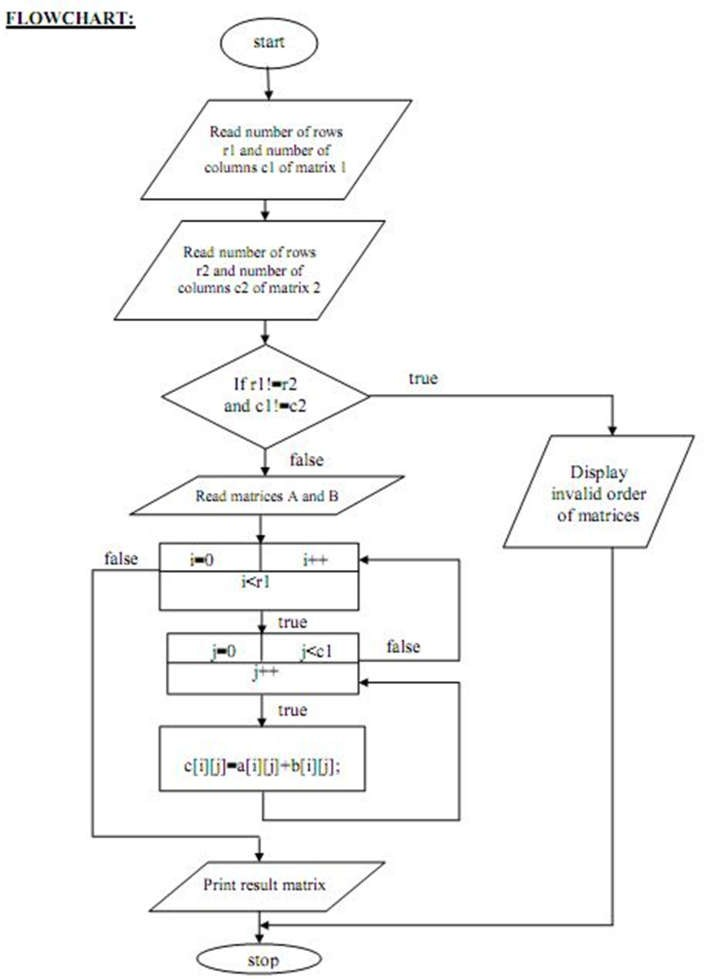 FLOWCHART:
start
Read number of rows
r1 and number of
columns c1 of matrix 1
Read number of rows
r2 and number of
columns c2 of matrix 2
If r1!=r2
and c1!=c2
true
false
Display
invalid order
of matrices
Read matrices A and B
false
i=0 i++
i<r1
true
j=0 j<c1
false
j++
true
c[i][j]=a[i][j]+b[i][j];
Print result matrix
stop